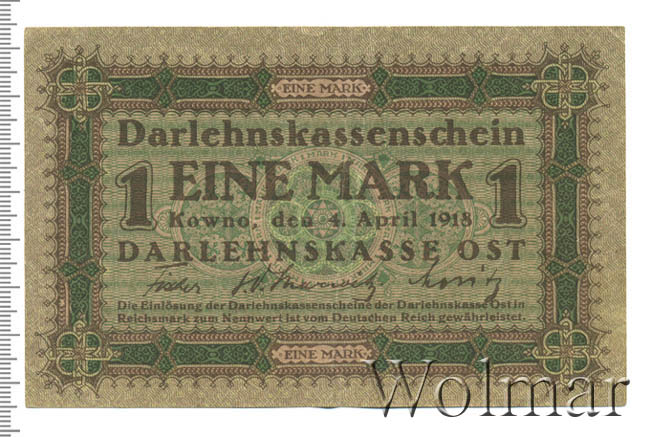 EINE MARK
Darlehnskassenschein
1 EINE MARK 1
Kowno, den 4. April 1918
DARLEHNSKASSE OST
Die Einlösung der Darlehnskassenscheine der Darlehnskasse Ost in
Reichsmark zum Nennwert ist vom Deutschen Reich gewährleistet.
EINE MARK
Wolmar